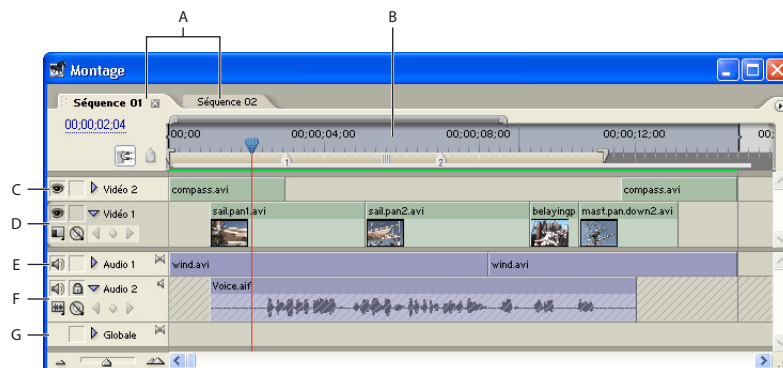 A
B
Montage
Séquence 01
Séquence 02
00;00;02;04
00;00
00;00;04;00
00;00;08;00
00;00;12;00
00;
1
2
C
Vidéo 2
compass.avi
compass.avi
D
Vidéo 1
sail.pan1.avi
sail.pan2.avi
belayingp
mast.pan.down2.avi
E
Audio 1
wind.avi
wind.avi
F
Audio 2
Voice.aif
G
Globale